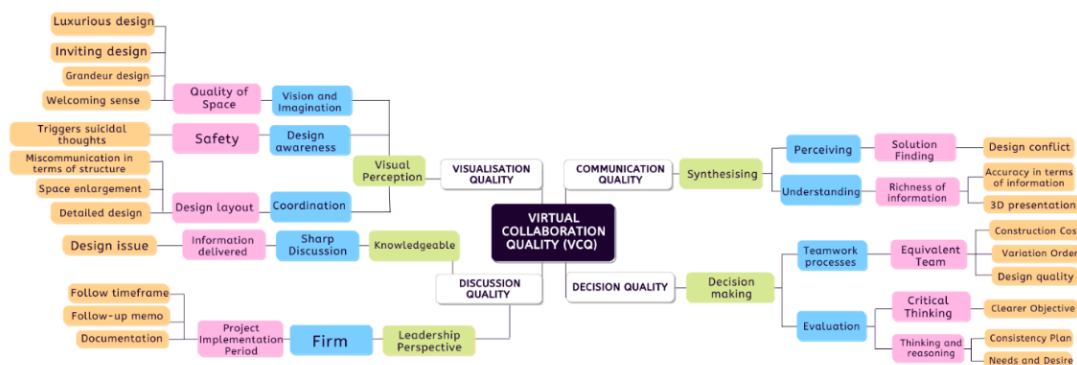 Luxurious design
Inviting design
Grandeur design
Welcoming sense
Quality of
Space
Vision and
Imagination
Triggers suicidal
thoughts
Safety
Design
awareness
Visual
Perception
Miscommunication in
terms of structure
Space enlargement
Detailed design
Design layout
Coordination
VISUALISATION
QUALITY
Design issue
Information
delivered
Sharp
Discussion
Knowledgeable
DISCUSSION
QUALITY
Follow timeframe
Follow-up memo
Documentation
Project
Implementation
Period
Firm
Leadership
Perspective
VIRTUAL
COLLABORATION
QUALITY (VCQ)
COMMUNICATION
QUALITY
Synthesising
Perceiving
Solution
Finding
Design conflict
Understanding
Richness of
information
Accuracy in terms
of information
3D presentation
DECISION QUALITY
Decision
making
Teamwork
processes
Equivalent
Team
Construction Cos
Variation Order
Design quality
Evaluation
Critical
Thinking
Clearer Objective
Thinking and
reasoning
Consistency Plan
Needs and Desire